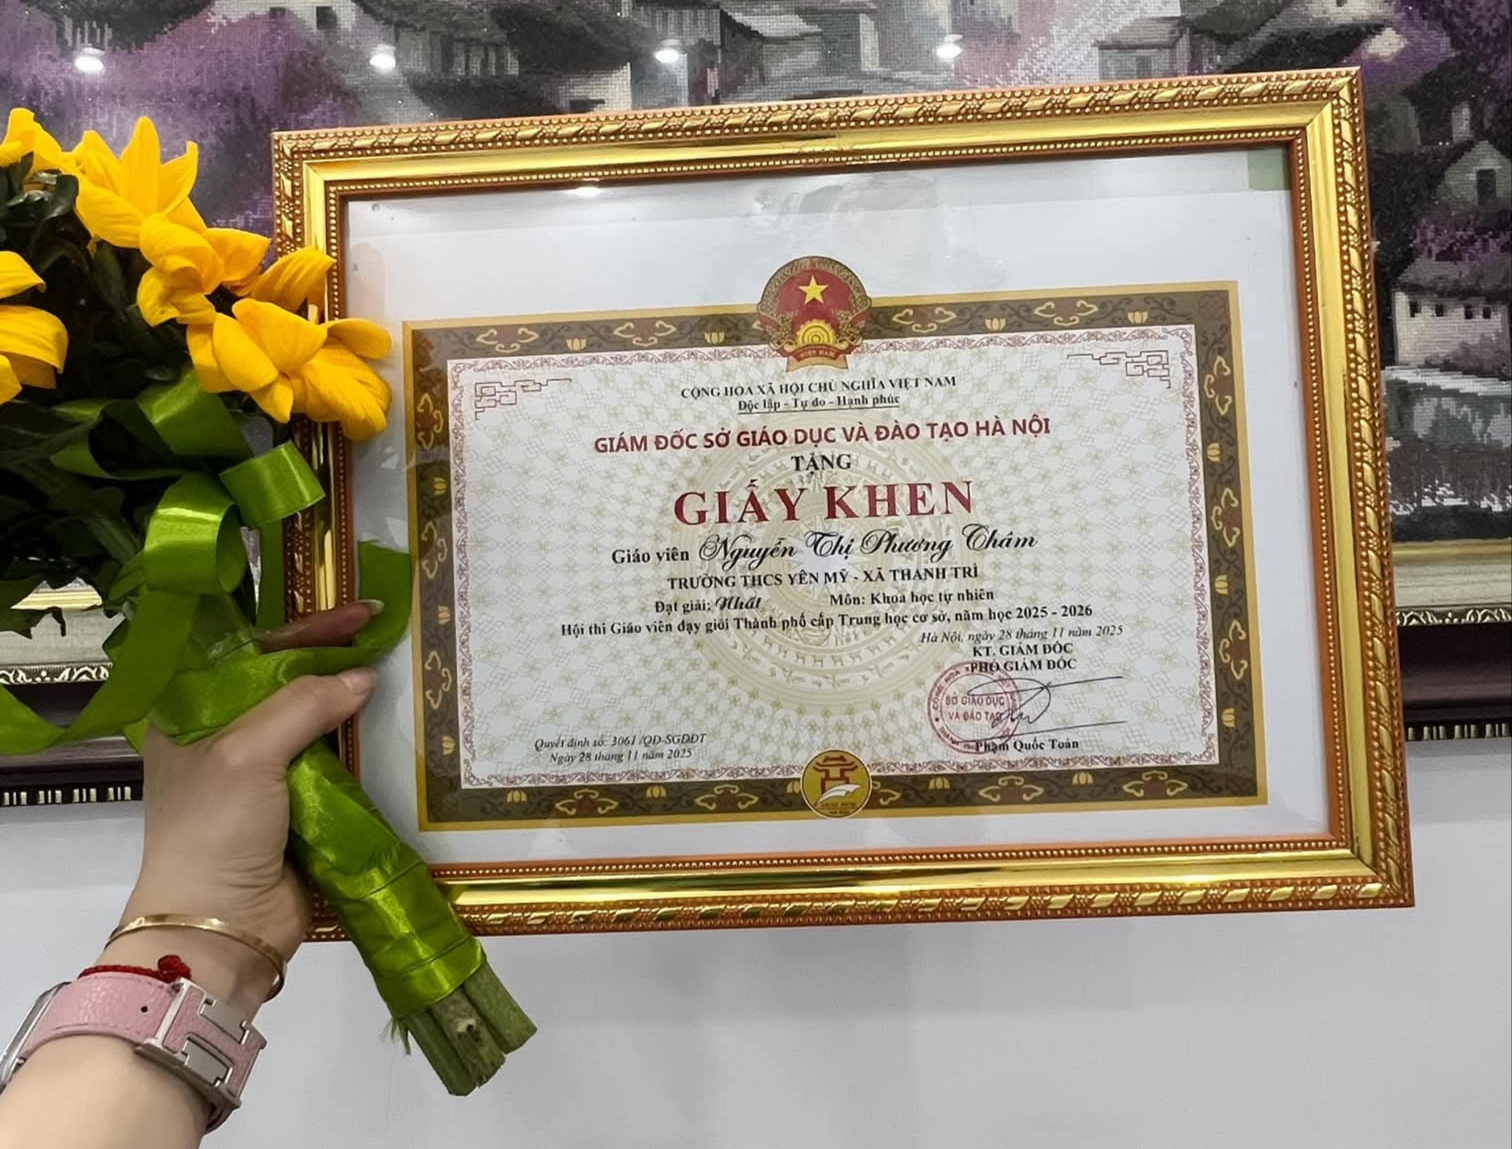 VIỆT NAM
CỘNG HÒA XÃ HỘI CHỦ NGHĨA VIỆT NAM
Độc lập - Tự do - Hạnh phúc
GIÁM ĐỐC SỞ GIÁO DỤC VÀ ĐÀO TẠO HÀ NỘI
TẶNG
GIẤY KHEN
Giáo viên Nguyễn Thị Phương Châm
TRƯỜNG THCS YÊN MỸ - XÃ THANH TRÌ
Đạt giải: Nhất Môn: Khoa học tự nhiên
Hội thi Giáo viên dạy giỏi Thành phố cấp Trung học cơ sở, năm học 2025 - 2026
Hà Nội, ngày 28 tháng 11 năm 2025
KT. GIÁM ĐỐC
PHÓ GIÁM ĐỐC
SỞ GIÁO DỤC
VÀ ĐÀO TẠO
Phạm Quốc Toản
Quyết định số: 3061 /QĐ-SGDĐT
Ngày 28 tháng 11 năm 2025